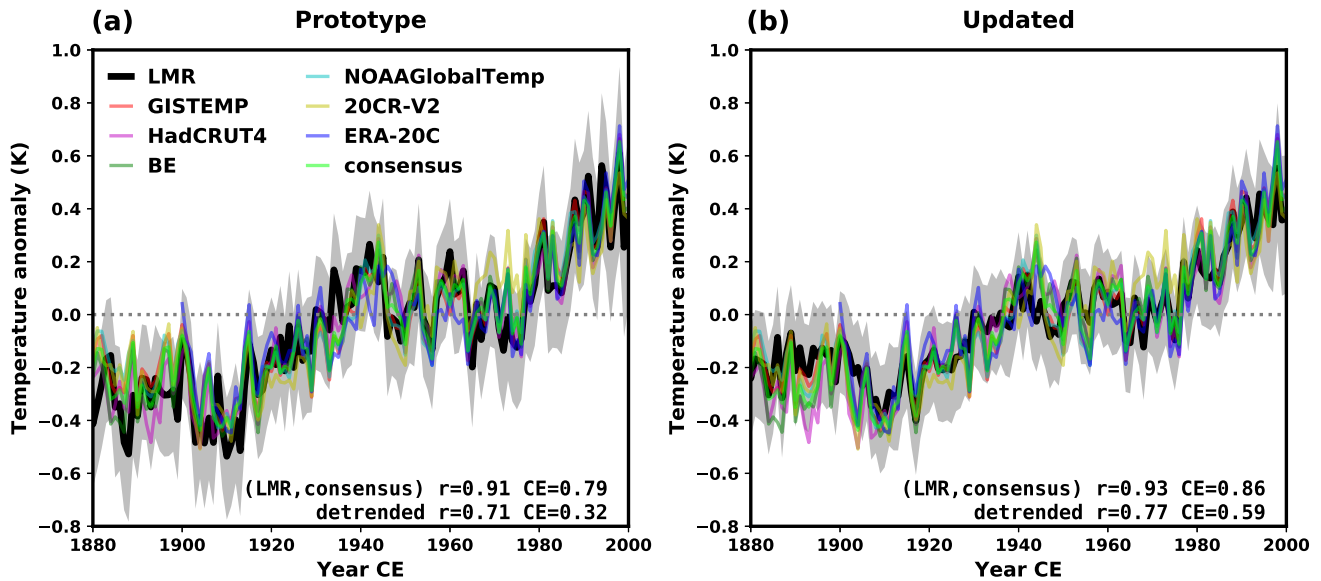 (a) Prototype
1.0
0.8
0.6
0.4
0.2
0.0
−0.2
−0.4
−0.6
−0.8
Temperature anomaly (K)
LMR
GISTEMP
HadCRUT4
BE
NOAAGlobalTemp
20CR-V2
ERA-20C
consensus
(LMR,consensus) r=0.91 CE=0.79
detrended r=0.71 CE=0.32
1880 1900 1920 1940 1960 1980 2000
Year CE
(b) Updated
1.0
0.8
0.6
0.4
0.2
0.0
−0.2
−0.4
−0.6
−0.8
Temperature anomaly (K)
(LMR,consensus) r=0.93 CE=0.86
detrended r=0.77 CE=0.59
1880 1900 1920 1940 1960 1980 2000
Year CE